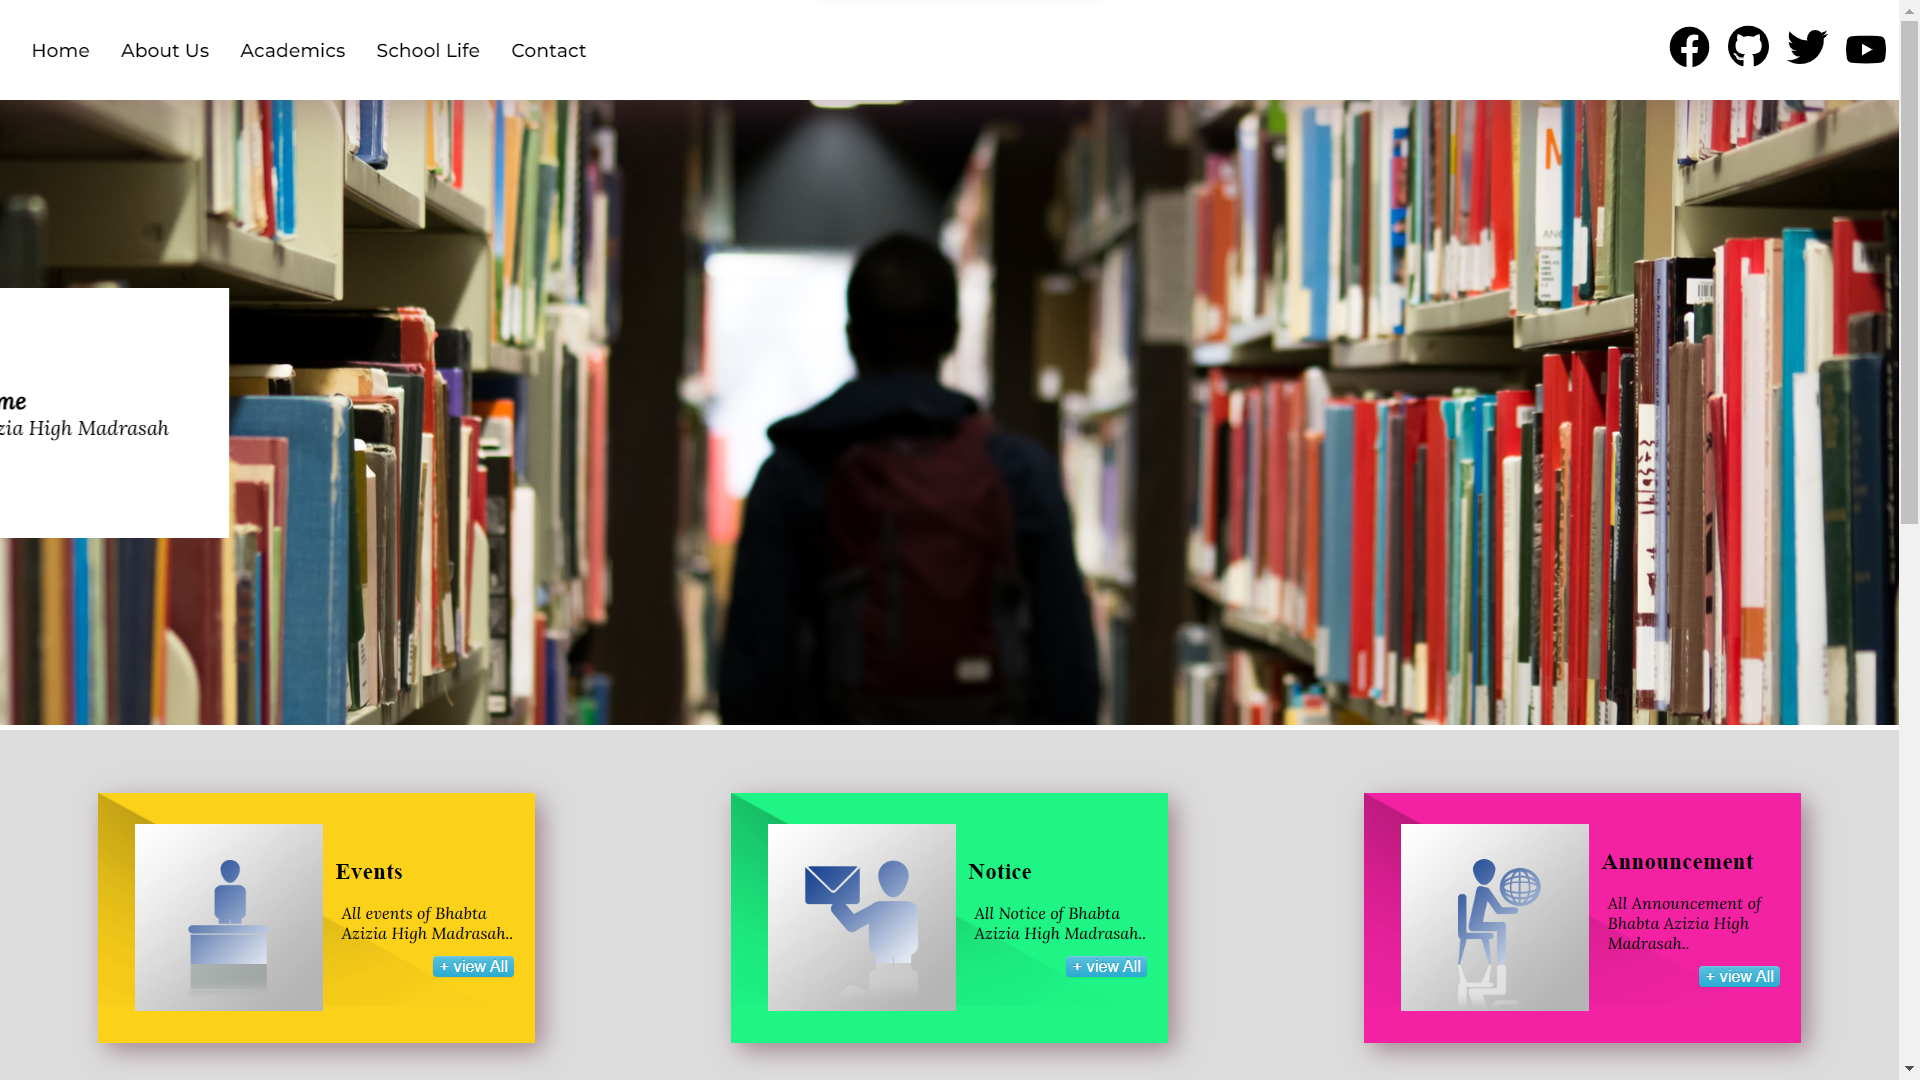 Home About Us Academics School Life Contact
me
zia High Madrasah
Events
All events of Bhabta
Azizia High Madrasah..
+ view All
Notice
All Notice of Bhabta
Azizia High Madrasah..
+ view All
Announcement
All Announcement of
Bhabta Azizia High
Madrasah..
+ view All